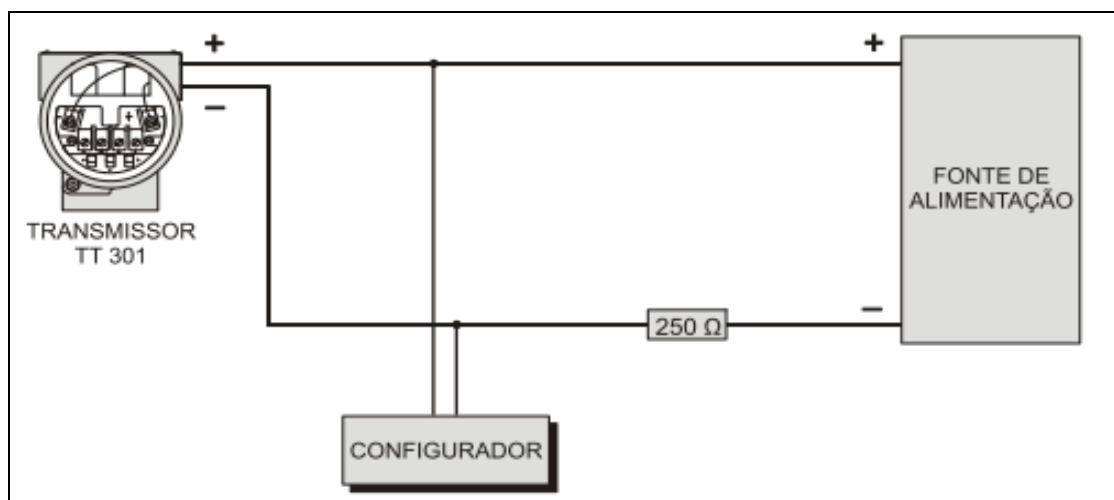 +
+
−
FONTE DE
ALIMENTAÇÃO
TRANSMISSOR
TT 301
−
250 Ω
CONFIGURADOR